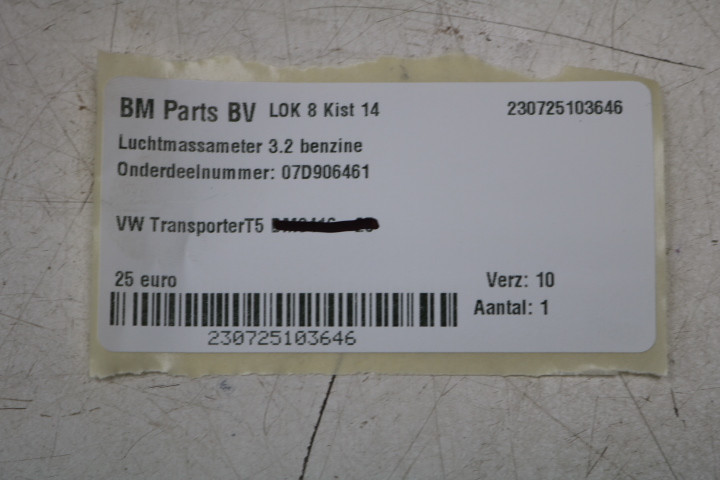 BM Parts BV LOK 8 Kist 14 230725103646
Luchtmassameter 3.2 benzine
Onderdeelnummer: 07D906461
VW TransporterT5
25 euro Verz: 10
Aantal: 1
230725103646